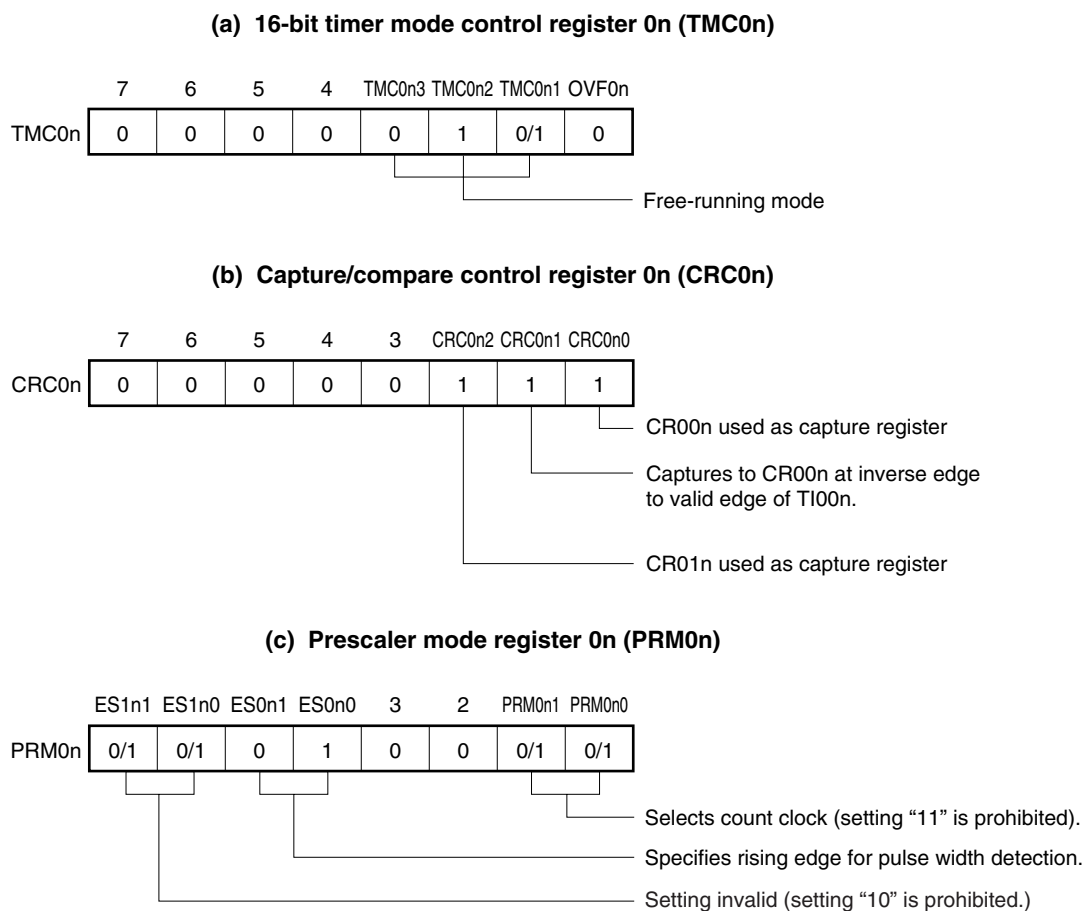 (a) 16-bit timer mode control register 0n (TMC0n)
7 6 5 4 TMC0n3 TMC0n2 TMC0n1 OVF0n
TMC0n 0 0 0 0 0 1 0/1 0
Free-running mode
(b) Capture/compare control register 0n (CRC0n)
7 6 5 4 3 CRC0n2 CRC0n1 CRC0n0
CRC0n 0 0 0 0 0 1 1 1
CR00n used as capture register
Captures to CR00n at inverse edge
to valid edge of TI00n.
CR01n used as capture register
(c) Prescaler mode register 0n (PRM0n)
ES1n1 ES1n0 ES0n1 ES0n0 3 2 PRM0n1 PRM0n0
PRM0n 0/1 0/1 0 1 0 0 0/1 0/1
Selects count clock (setting “11” is prohibited).
Specifies rising edge for pulse width detection.
Setting invalid (setting “10” is prohibited.)